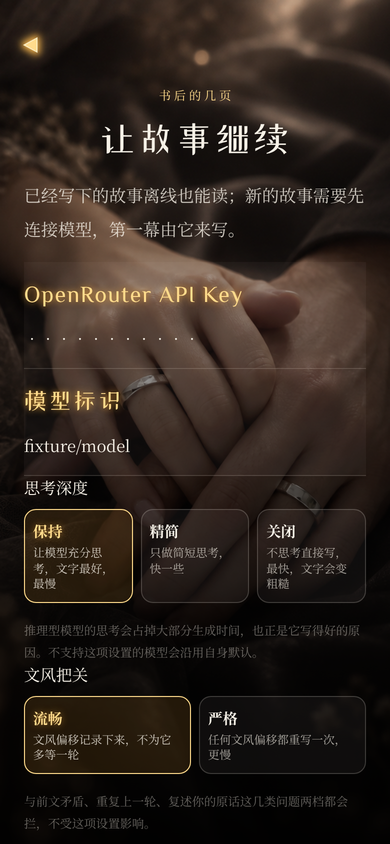 书后的几页
让故事继续
已经写下的故事离线也能读；新的故事需要先
连接模型，第一幕由它来写。
OpenRouter API Key
···········
模型标识
fixture/model
思考深度
保持
让模型充分思
考，文字最好，
最慢
精简
只做简短思考，
快一些
关闭
不思考直接写，
最快，文字会变
粗糙
推理型模型的思考会占掉大部分生成时间，也正是它写得好的原
因。不支持这项设置的模型会沿用自身默认。
文风把关
流畅
文风偏移记录下来，不为它
多等一轮
严格
任何文风偏移都重写一次，
更慢
与前文矛盾、重复上一轮、复述你的原话这几类问题两档都会
拦，不受这项设置影响。